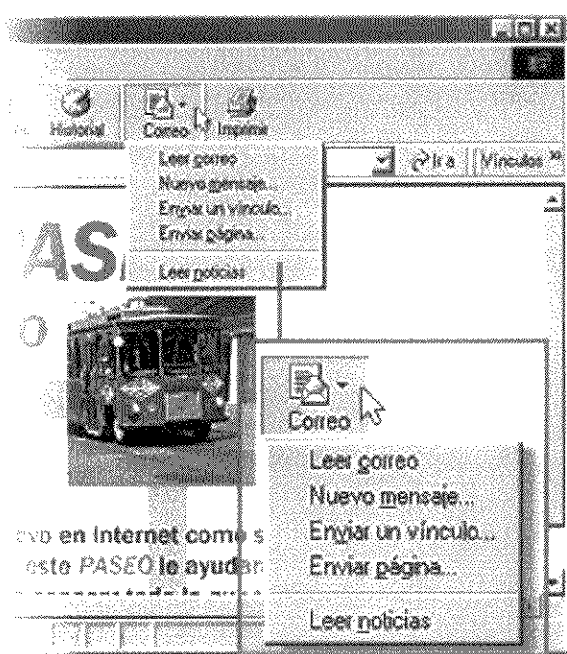 Historial Correo Imprimir
Leer correo
Nuevo mensaje...
Enviar un vínculo...
Enviar página...
Leer noticias
Ir a Vínculos »
PAS
Correo
Leer correo
Nuevo mensaje...
Enviar un vínculo...
Enviar página...
Leer noticias
en Internet como s
este PASEO le ayudar